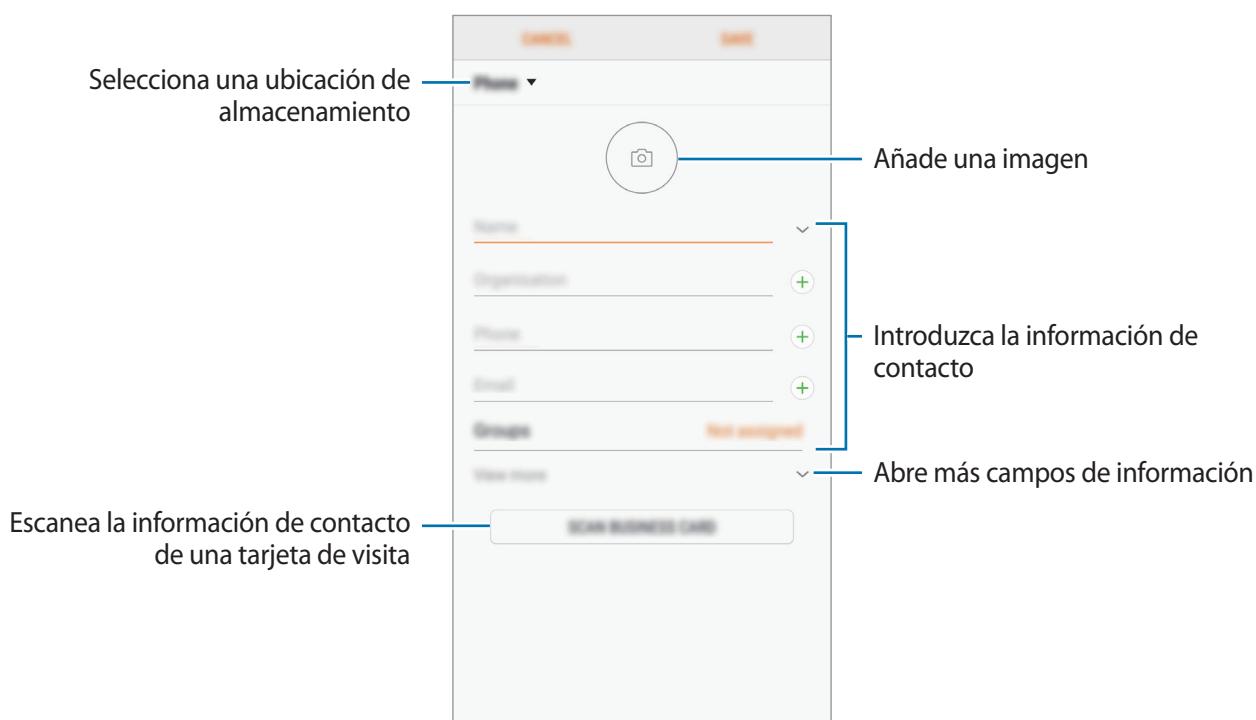 CANCEL SAVE
Selecciona una ubicación de
almacenamiento
Phone
Añade una imagen
Name
Organisation
Phone
Email
Introduzca la información de
contacto
Groups Not assigned
View more
Abre más campos de información
Escanea la información de contacto
de una tarjeta de visita
SCAN BUSINESS CARD